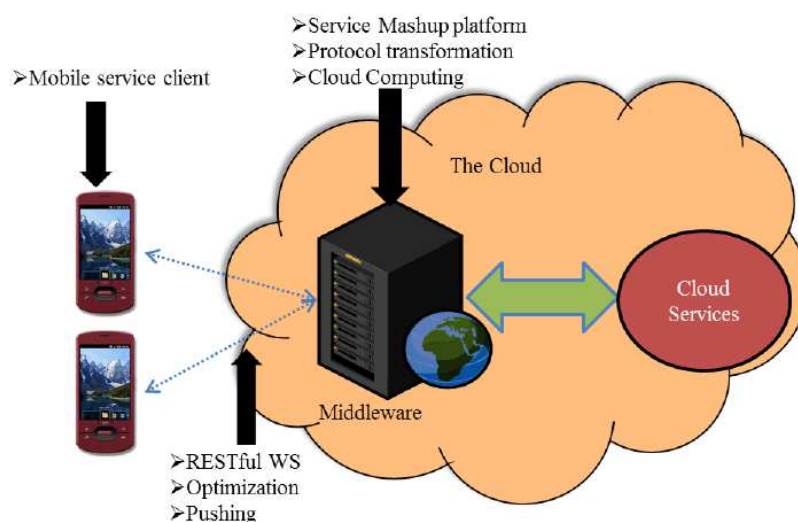 ➢Service Mashup platform
➢Protocol transformation
➢Cloud Computing
➢Mobile service client
The Cloud
Cloud
Services
Middleware
➢RESTful WS
➢Optimization
➢Pushing